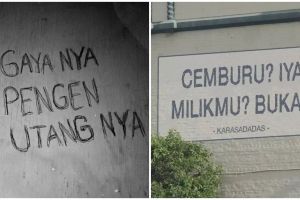 GAYA NYA
PENGEN
UTANG NYA
CEMBURU? IYA
MILIKMU? BUKA
- KARASADADAS -